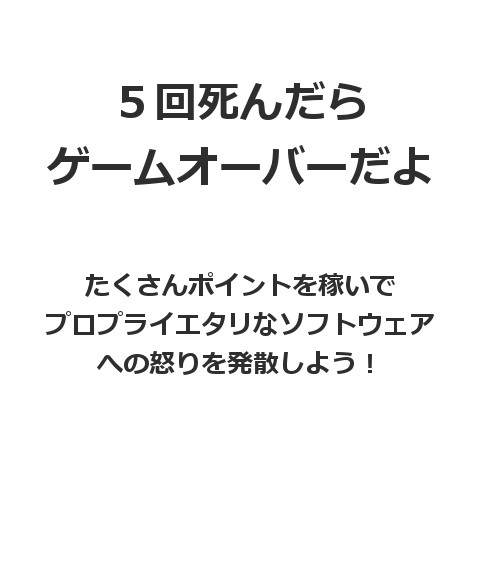 ５回死んだら
ゲームオーバーだよ
たくさんポイントを稼いで
プロプライエタリなソフトウェア
への怒りを発散しよう！